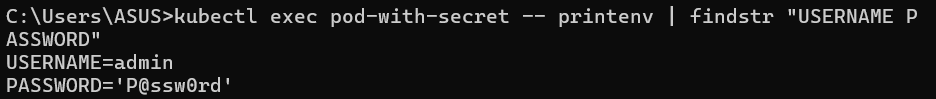 C:\Users\ASUS>kubectl exec pod-with-secret -- printenv | findstr "USERNAME P
ASSWORD"
USERNAME=admin
PASSWORD='P@ssw0rd'